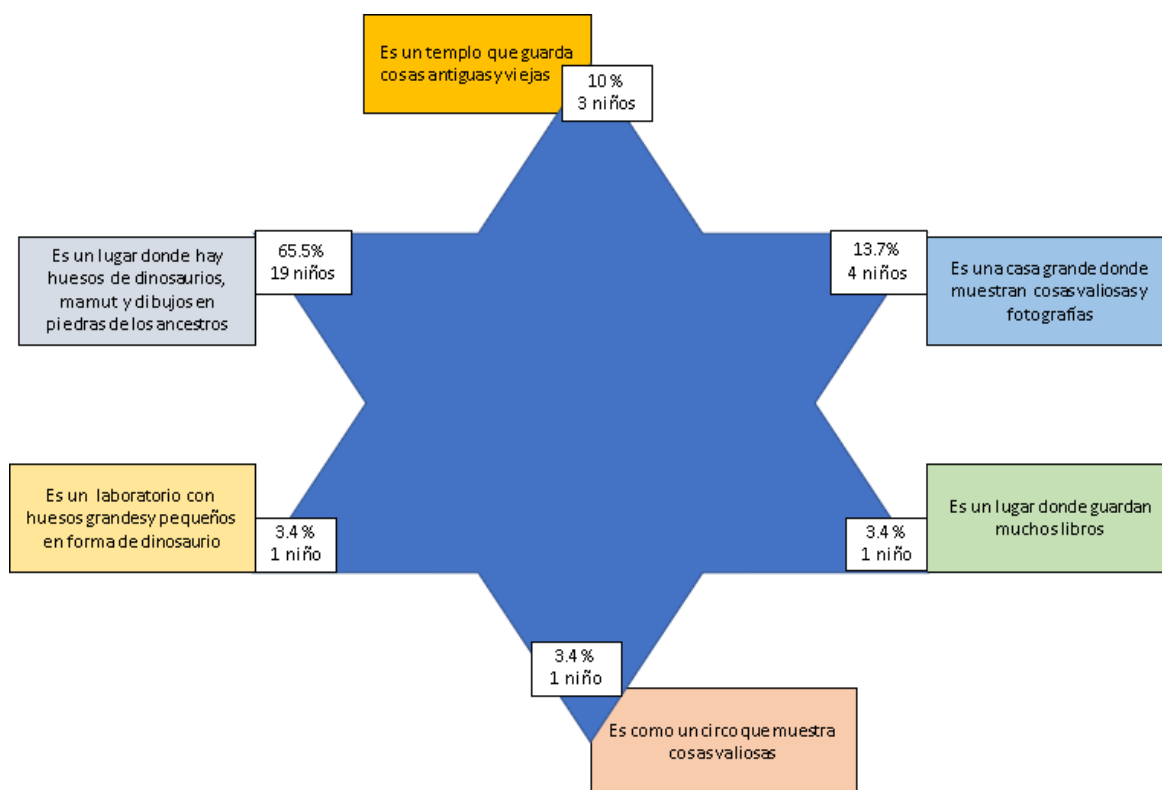 Es un templo que guarda
cosas antiguas y viejas
10 %
3 niños
65.5%
19 niños
Es un lugar donde hay
huesos de dinosaurios,
mamut y dibujos en
piedras de los ancestros
13.7%
4 niños
Es una casa grande donde
muestran cosas valiosas y
fotografías
Es un laboratorio con
huesos grandes y pequeños
en forma de dinosaurio
3.4 %
1 niño
3.4 %
1 niño
Es un lugar donde guardan
muchos libros
3.4 %
1 niño
Es como un circo que muestra
cosas valiosas